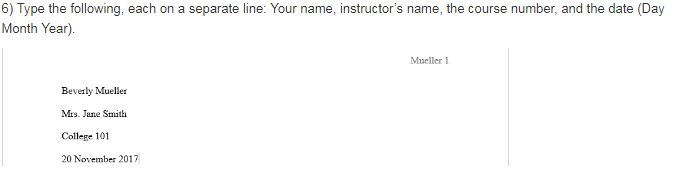 6) Type the following, each on a separate line: Your name, instructor's name, the course number, and the date (Day
Month Year).
Mueller 1
Beverly Mueller
Mrs. Jane Smith
College 101
20 November 2017